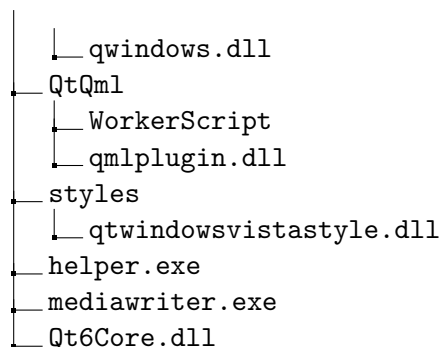 qwindows.dll
QtQml
WorkerScript
qmlplugin.dll
styles
qtwindowsvistastyle.dll
helper.exe
mediawriter.exe
Qt6Core.dll